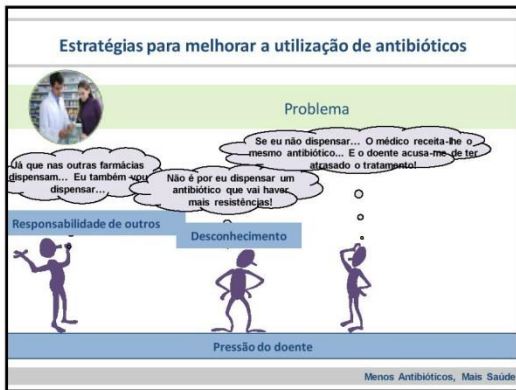 Estratégias para melhorar a utilização de antibióticos
Problema
Já que nas outras farmácias
dispensam... Eu também vou
dispensar...
Não é por eu dispensar um
antibiótico que vai haver
mais resistências!
Se eu não dispensar... O médico receita-lhe o
mesmo antibiótico... E o doente acusa-me de ter
atrasado o tratamento!
Responsabilidade de outros
Desconhecimento
Pressão do doente
Menos Antibióticos, Mais Saúde